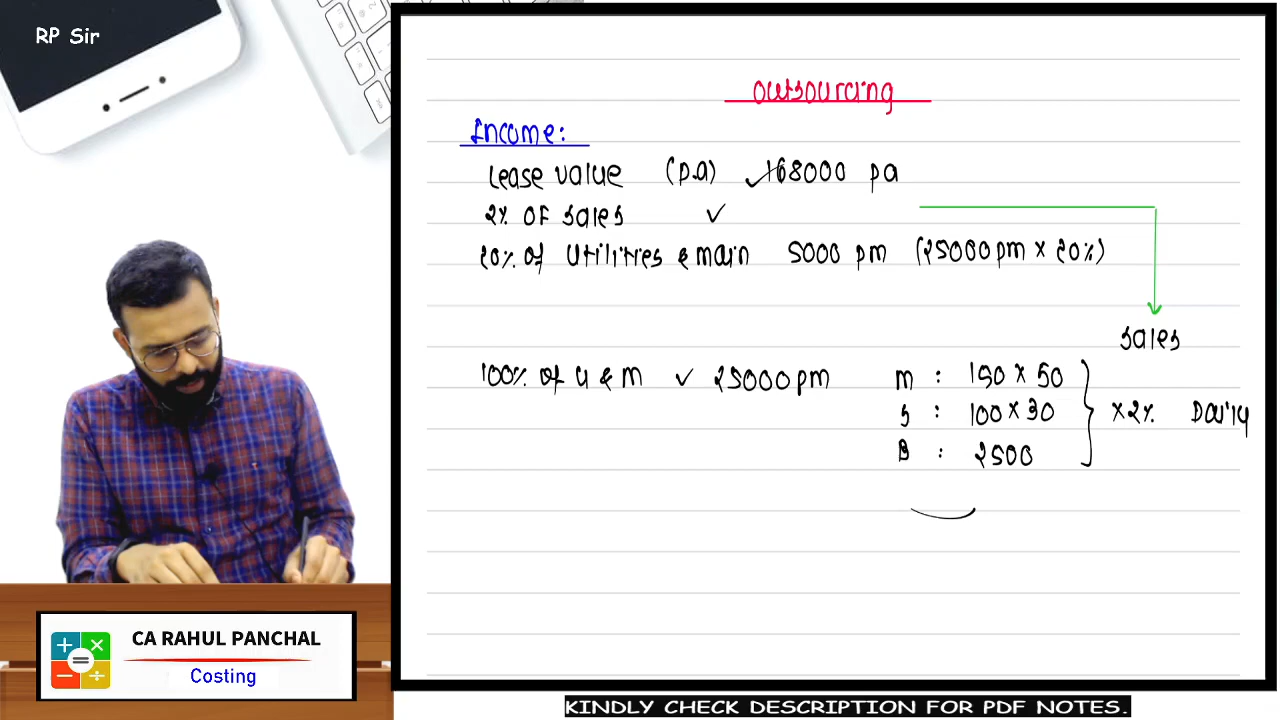 RP Sir
Outsourcing
Income:
Lease value (p.a) ✓168000 pa
2% OF sales ✓
20% of Utilities & main 5000 pm (25000pm × 20%)
sales
100% of U & M ✓ 25000pm
m : 150 × 50
S : 100 × 30 × 2% Daily
B : 2500
CA RAHUL PANCHAL
Costing
KINDLY CHECK DESCRIPTION FOR PDF NOTES.